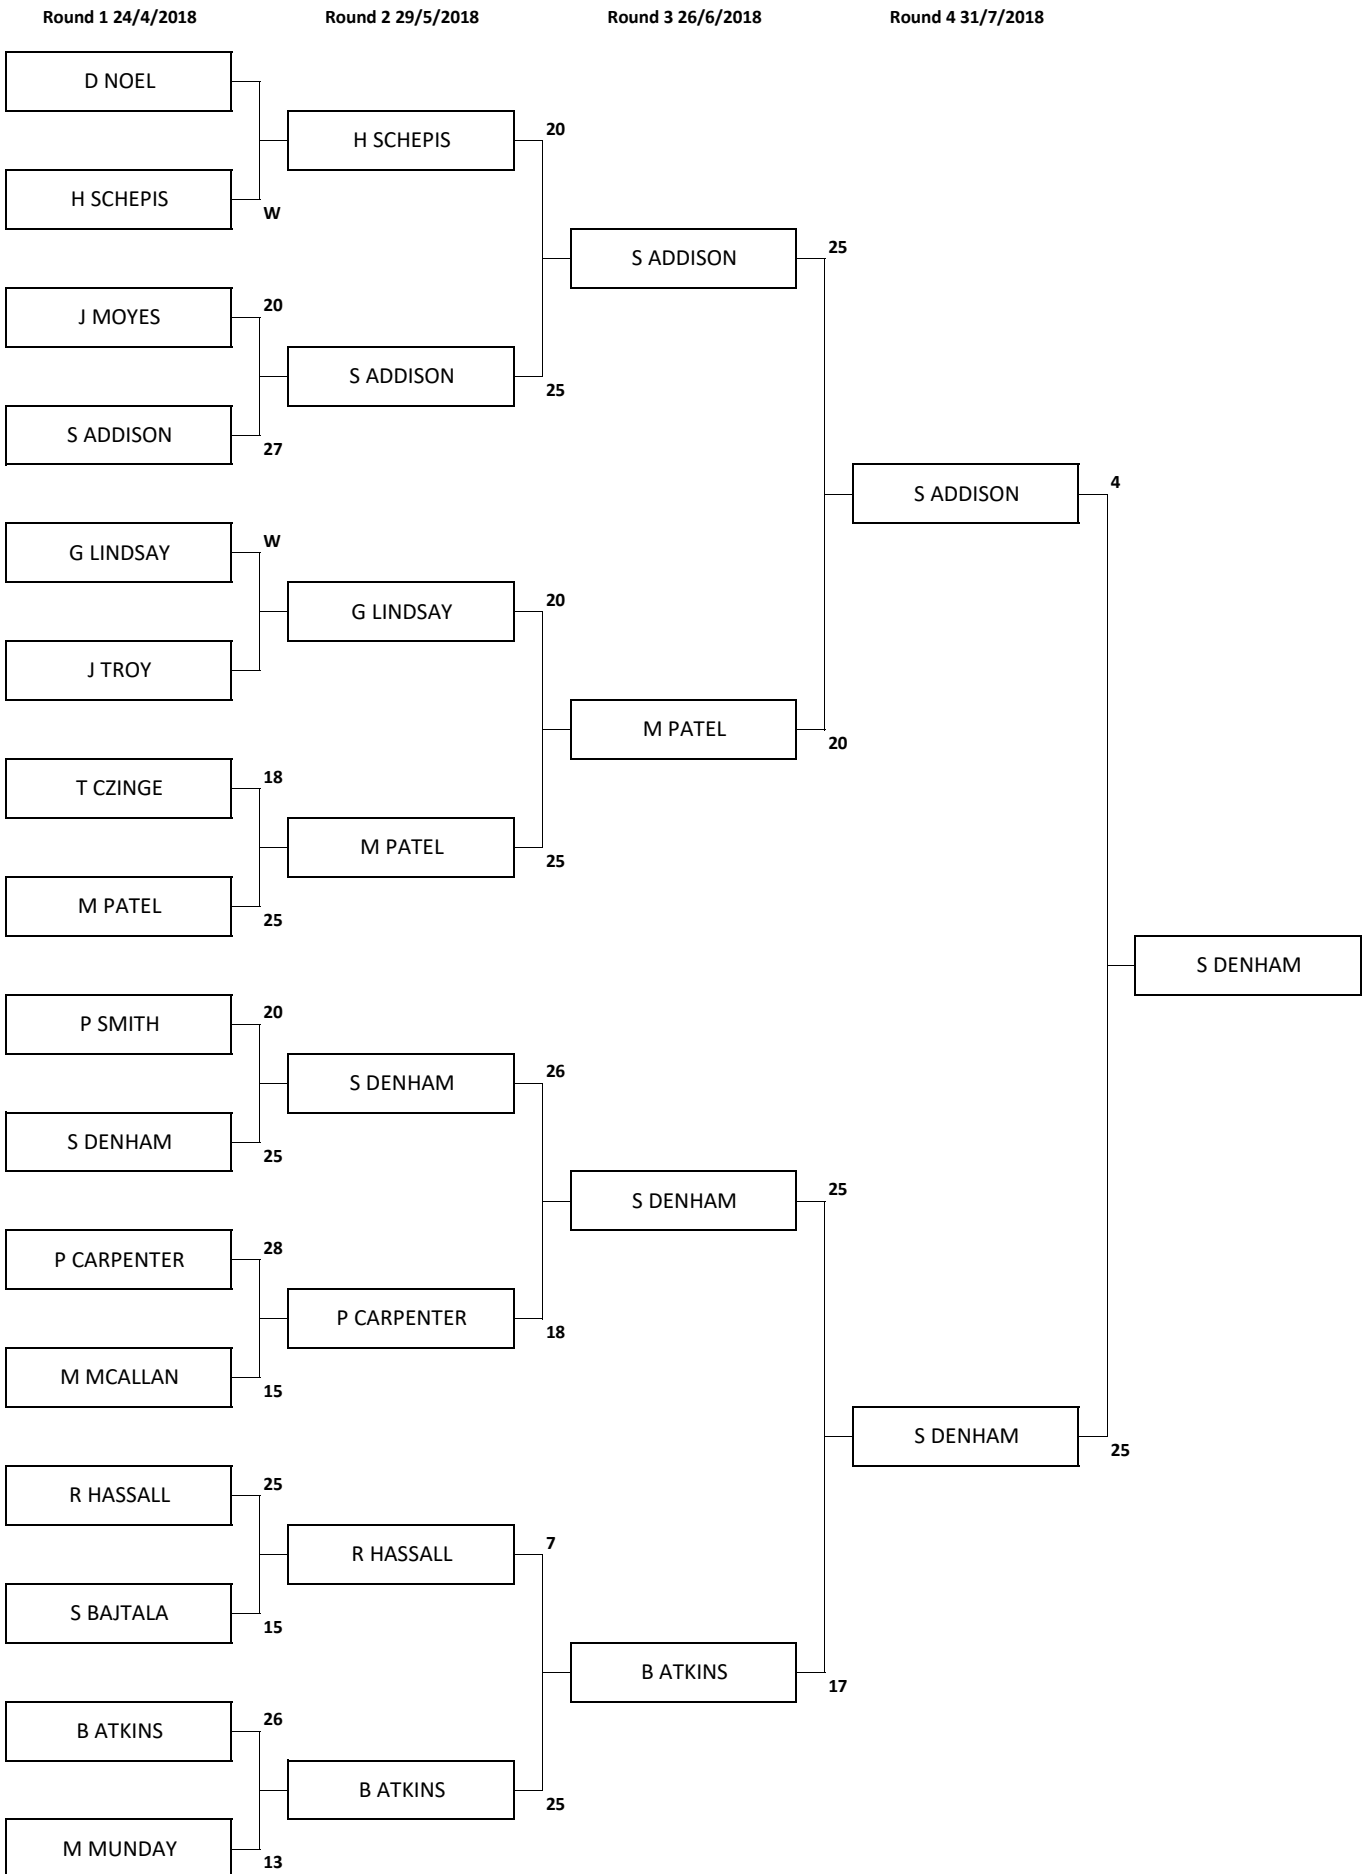 Round 1 24/4/2018 Round 2 29/5/2018 Round 3 26/6/2018 Round 4 31/7/2018
D NOEL
H SCHEPIS 20
H SCHEPIS
W
S ADDISON 25
J MOYES 20
S ADDISON
25
S ADDISON
27
S ADDISON 4
G LINDSAY W
G LINDSAY 20
J TROY
M PATEL
20
T CZINGE 18
M PATEL
25
M PATEL
25
S DENHAM
P SMITH 20
S DENHAM 26
S DENHAM
25
S DENHAM 25
P CARPENTER 28
P CARPENTER
18
M MCALLAN
15
S DENHAM
25
R HASSALL 25
R HASSALL 7
S BAJTALA
15
B ATKINS
17
B ATKINS 26
B ATKINS
25
M MUNDAY
13